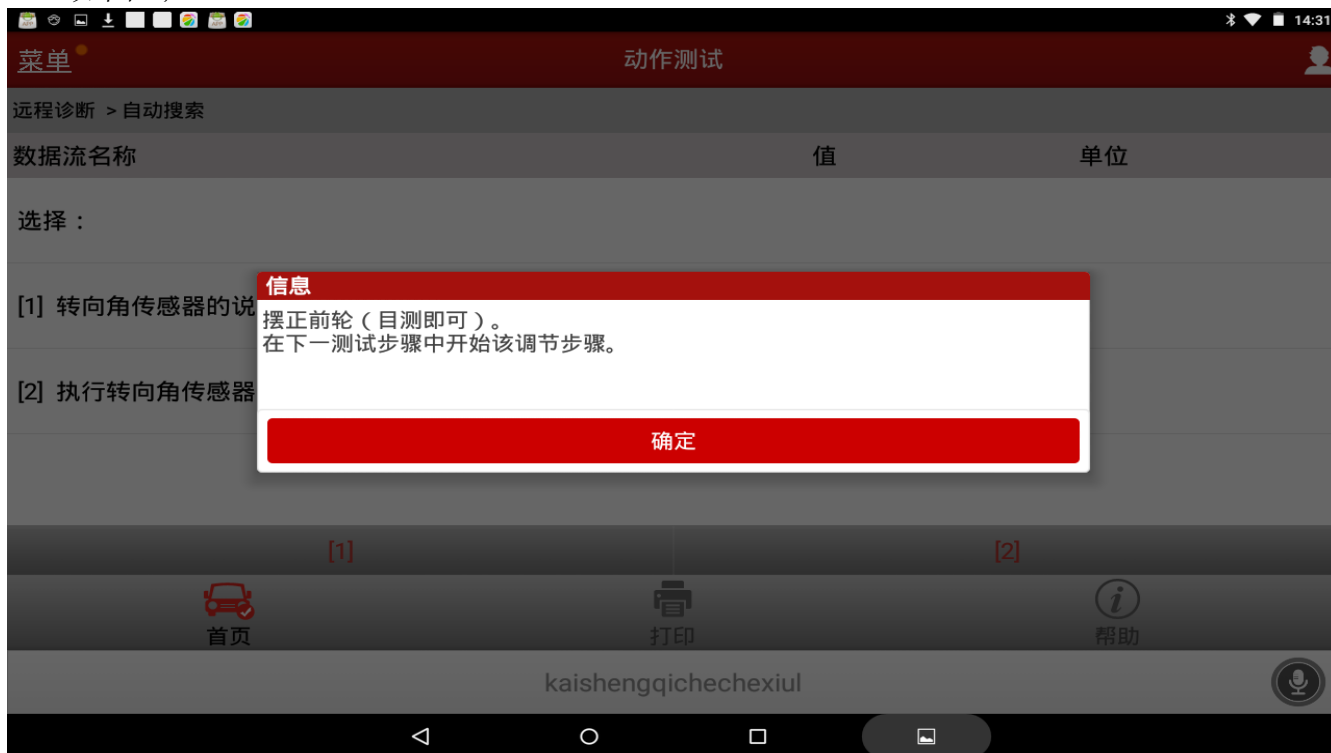 14:31
菜单
动作测试
远程诊断 >自动搜索
数据流名称 值 单位
选择：
[1] 转向角传感器的说
信息
摆正前轮（目测即可）。
在下一测试步骤中开始该调节步骤。
[2] 执行转向角传感器
确定
[1] [2]
首页 打印 帮助
kaishengqichechexiul